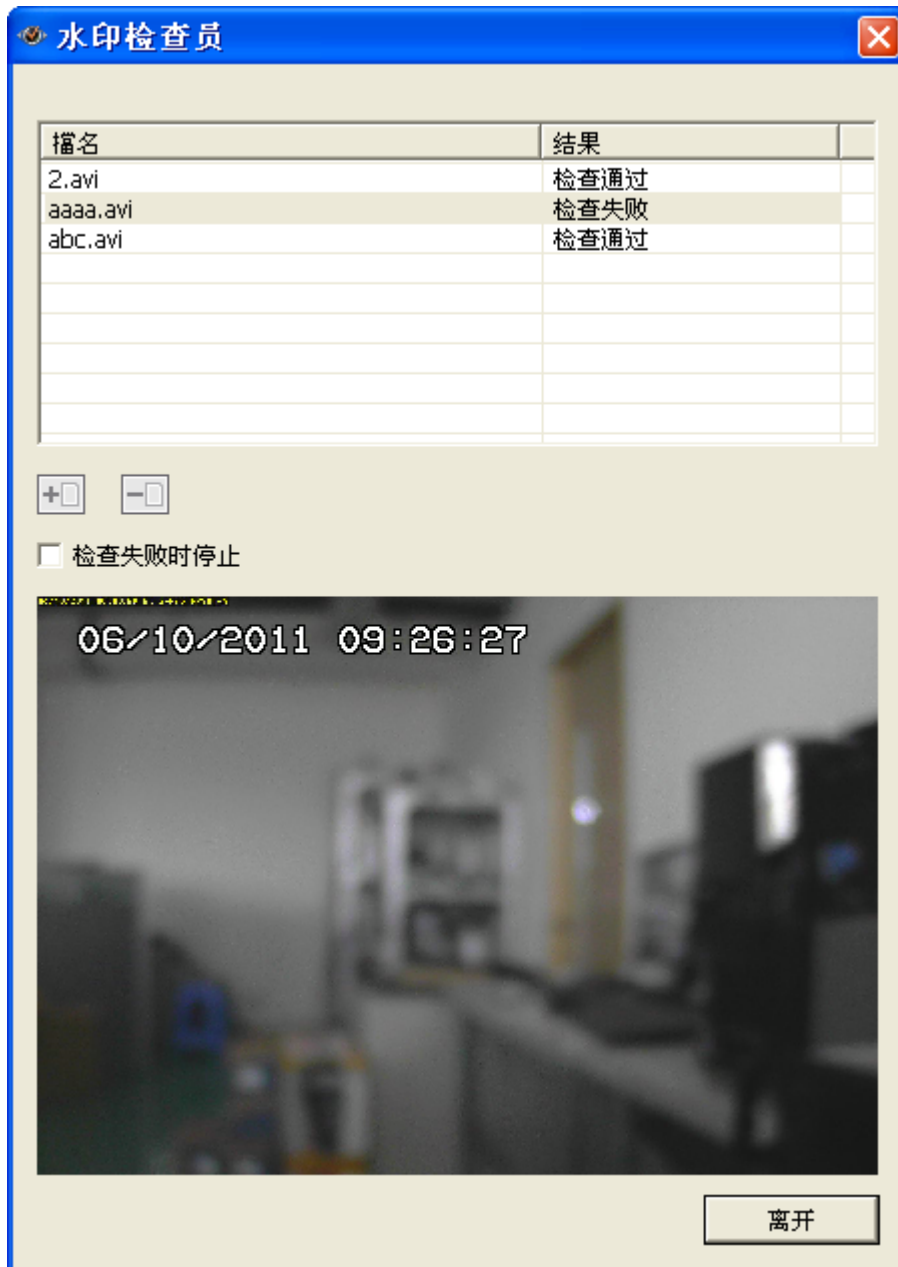 水印检查员
擋名 结果
2.avi 检查通过
aaaa.avi 检查失败
abc.avi 检查通过
检查失败时停止
06/10/2011 09:26:27
离开